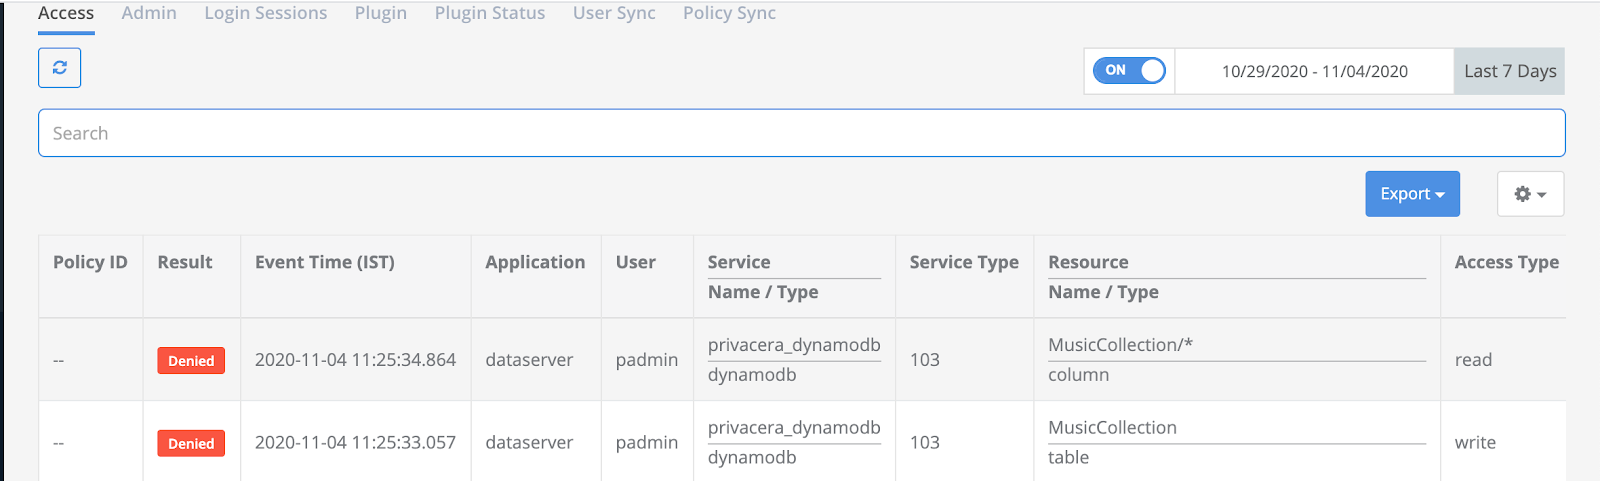 Access Admin Login Sessions Plugin Plugin Status User Sync Policy Sync
ON 10/29/2020 - 11/04/2020 Last 7 Days
Search
Export
Policy ID Result Event Time (IST) Application User Service Service Type Resource Access Type
Name / Type Name / Type
privacera_dynamodb MusicCollection/*
-- Denied 2020-11-04 11:25:34.864 dataserver padmin 103 read
dynamodb column
privacera_dynamodb MusicCollection
-- Denied 2020-11-04 11:25:33.057 dataserver padmin 103 write
dynamodb table